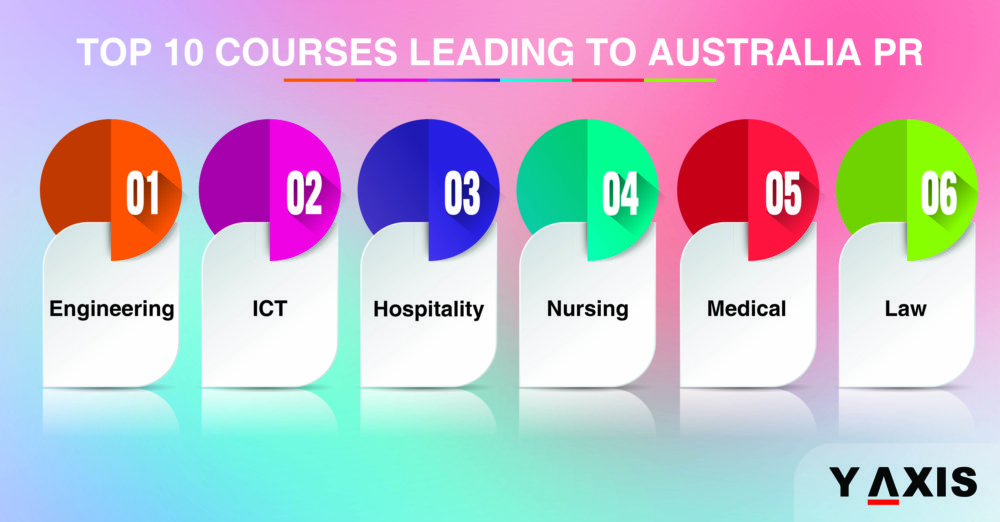 TOP 10 COURSES LEADING TO AUSTRALIA PR
01
02
03
04
05
06
Engineering
ICT
Hospitality
Nursing
Medical
Law
Y AXIS